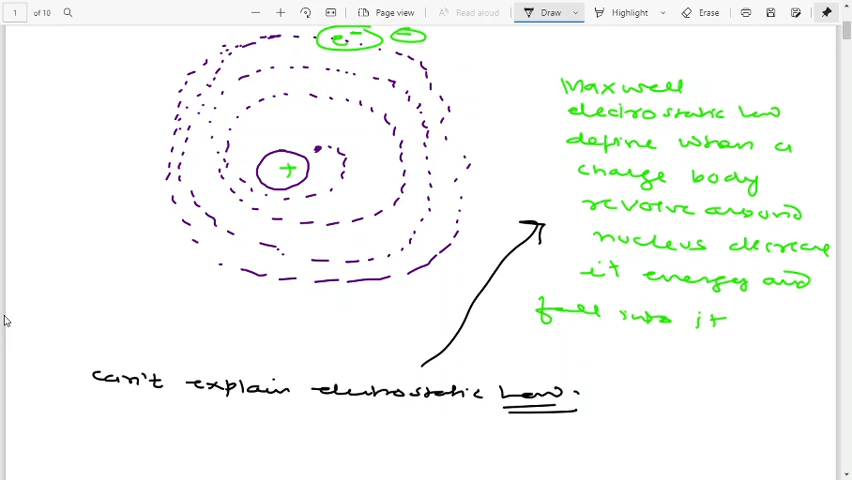 1 of 10 Page view Read aloud Draw Highlight Erase
e⁻ −
+
Maxwell
electrostatic law
define when a
charge body
revolve around
nucleus decrease
it energy and
fall into it
can't explain electrostatic Law.